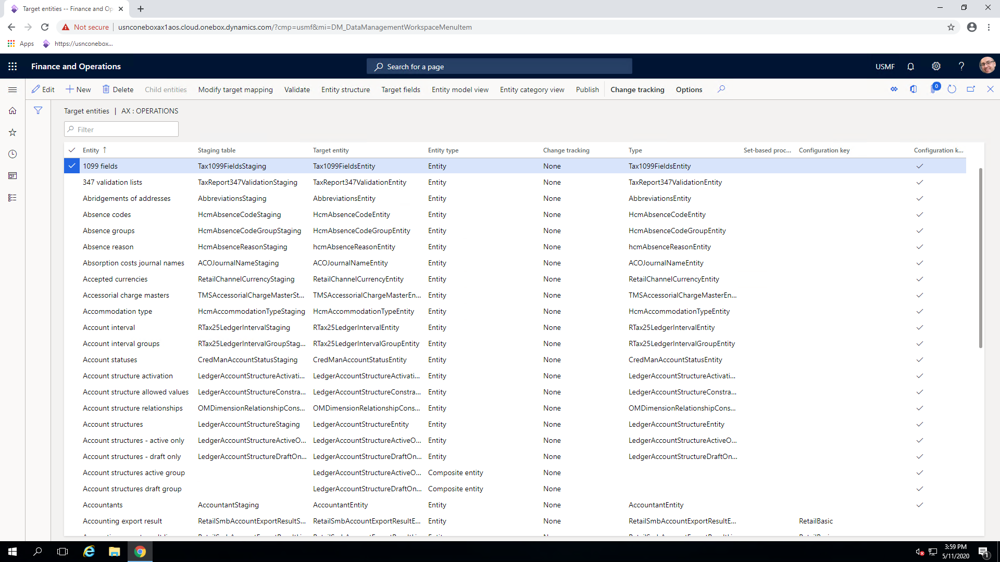 Target entities -- Finance and Op
Not secure | usnconeboxax1aos.cloud.onebox.dynamics.com/?cmp=usmf&mi=DM_DataManagementWorkspaceMenuItem
Apps https://usnconebox...
Finance and Operations Search for a page USMF ?
Edit New Delete Child entities Modify target mapping Validate Entity structure Target fields Entity model view Entity category view Publish Change tracking Options 0
Target entities | AX : OPERATIONS
Filter
Entity Staging table Target entity Entity type Change tracking Type Set-based proc... Configuration key Configuration k...
1099 fields Tax1099FieldsStaging Tax1099FieldsEntity Entity None Tax1099FieldsEntity
347 validation lists TaxReport347ValidationStaging TaxReport347ValidationEntity Entity None TaxReport347ValidationEntity
Abridgements of addresses AbbreviationsStaging AbbreviationsEntity Entity None AbbreviationsEntity
Absence codes HcmAbsenceCodeStaging HcmAbsenceCodeEntity Entity None HcmAbsenceCodeEntity
Absence groups HcmAbsenceCodeGroupStaging HcmAbsenceCodeGroupEntity Entity None HcmAbsenceCodeGroupEntity
Absence reason HcmAbsenceReasonStaging hcmAbsenceReasonEntity Entity None hcmAbsenceReasonEntity
Absorption costs journal names ACOJournalNameStaging ACOJournalNameEntity Entity None ACOJournalNameEntity
Accepted currencies RetailChannelCurrencyStaging RetailChannelCurrencyEntity Entity None RetailChannelCurrencyEntity
Accessorial charge masters TMSAccessorialChargeMasterSt... TMSAccessorialChargeMasterEn... Entity None TMSAccessorialChargeMasterEn...
Accommodation type HcmAccommodationTypeStaging HcmAccommodationTypeEntity Entity None HcmAccommodationTypeEntity
Account interval RTax25LedgerIntervalStaging RTax25LedgerIntervalEntity Entity None RTax25LedgerIntervalEntity
Account interval groups RTax25LedgerIntervalGroupStag... RTax25LedgerIntervalGroupEntity Entity None RTax25LedgerIntervalGroupEntity
Account statuses CredManAccountStatusStaging CredManAccountStatusEntity Entity None CredManAccountStatusEntity
Account structure activation LedgerAccountStructureActivati... LedgerAccountStructureActivati... Entity None LedgerAccountStructureActivati...
Account structure allowed values LedgerAccountStructureConstra... LedgerAccountStructureConstra... Entity None LedgerAccountStructureConstra...
Account structure relationships OMDimensionRelationshipCons... OMDimensionRelationshipCons... Entity None OMDimensionRelationshipCons...
Account structures LedgerAccountStructureStaging LedgerAccountStructureEntity Entity None LedgerAccountStructureEntity
Account structures - active only LedgerAccountStructureActiveO... LedgerAccountStructureActiveO... Entity None LedgerAccountStructureActiveO...
Account structures - draft only LedgerAccountStructureDraftOn... LedgerAccountStructureDraftOn... Entity None LedgerAccountStructureDraftOn...
Account structures active group LedgerAccountStructureActiveO... Composite entity None
Account structures draft group LedgerAccountStructureDraftOn... Composite entity None
Accountants AccountantStaging AccountantEntity Entity None AccountantEntity
Accounting export result RetailSmbAccountExportResultS... RetailSmbAccountExportResultE... Entity None RetailSmbAccountExportResultE... RetailBasic
3:59 PM
5/11/2020 1